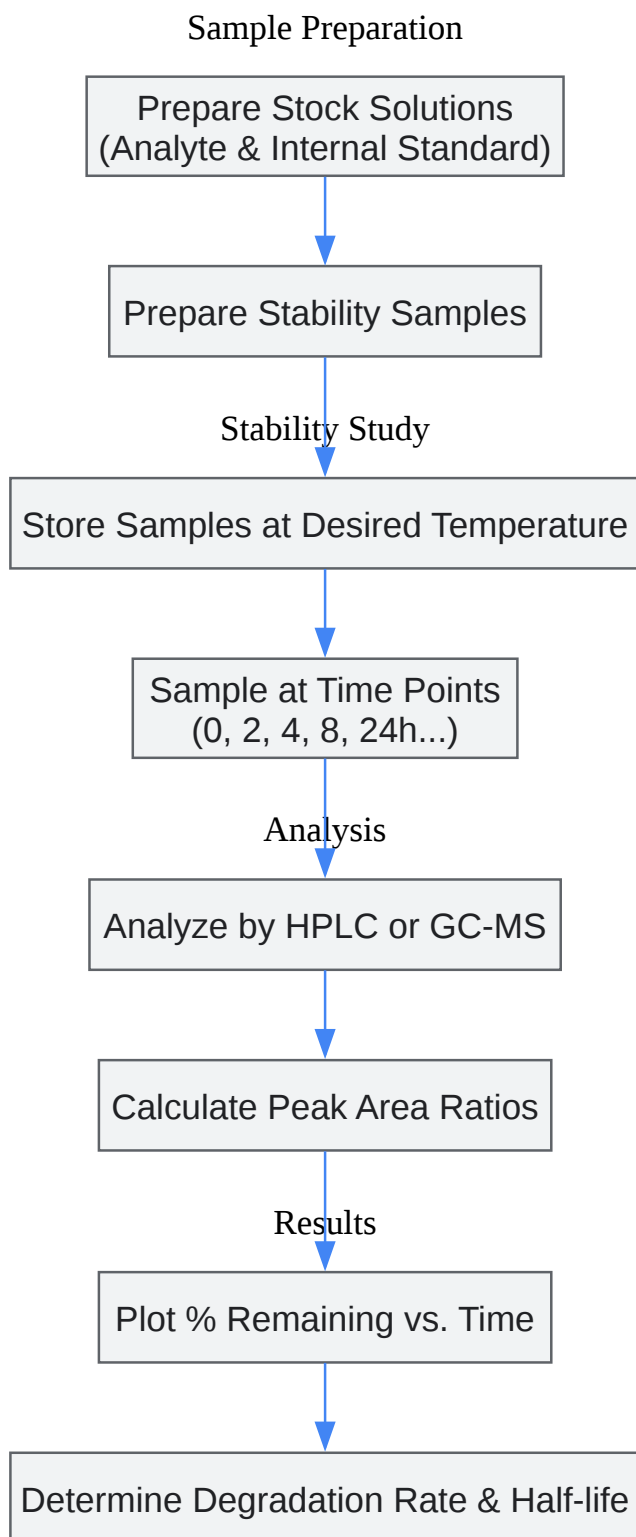 Sample Preparation
Prepare Stock Solutions
(Analyte & Internal Standard)
Prepare Stability Samples
Stability Study
Store Samples at Desired Temperature
Sample at Time Points
(0, 2, 4, 8, 24h...)
Analysis
Analyze by HPLC or GC-MS
Calculate Peak Area Ratios
Results
Plot % Remaining vs. Time
Determine Degradation Rate & Half-life